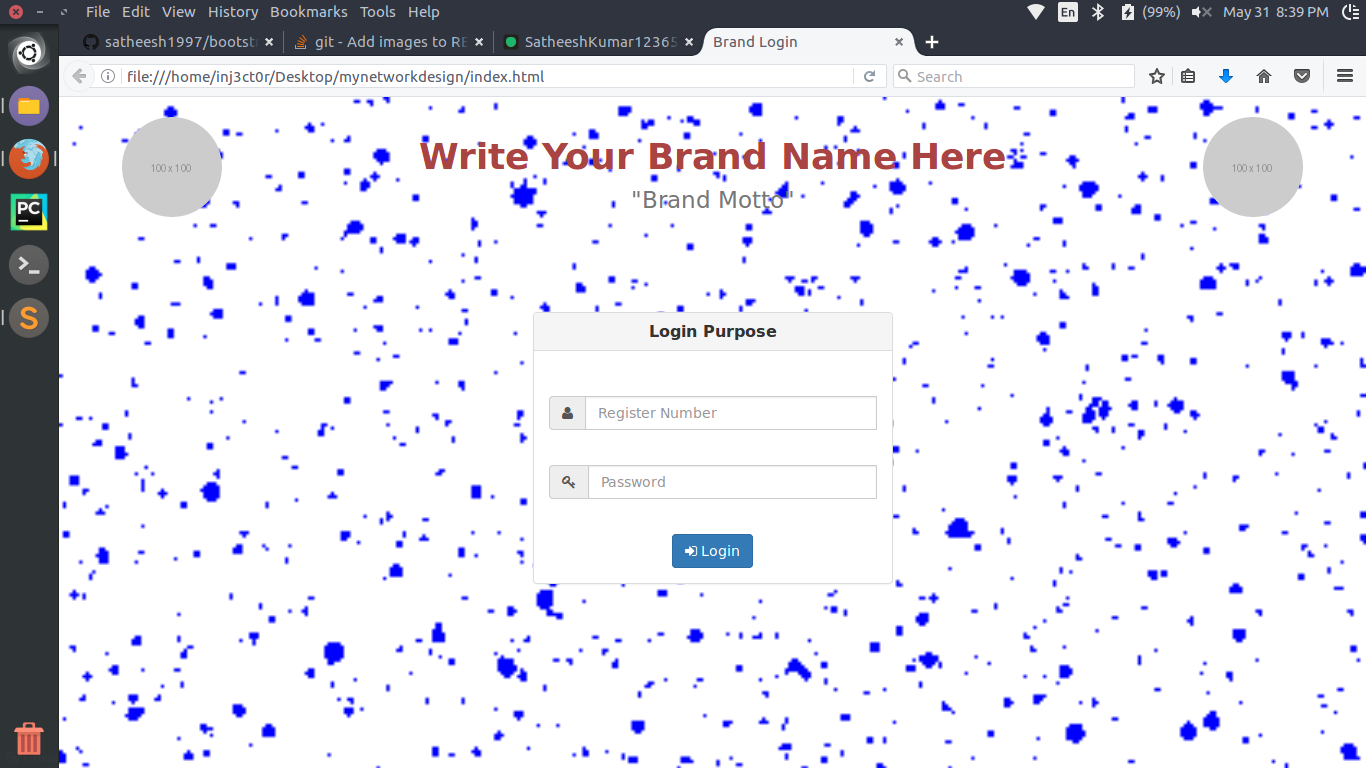 File Edit View History Bookmarks Tools Help
En (99%) May 31 8:39 PM
satheesh1997/bootst
git - Add images to RE
SatheeshKumar12365
Brand Login
file:///home/inj3ct0r/Desktop/mynetworkdesign/index.html
Search
PC
S
100 x 100
Write Your Brand Name Here
100 x 100
"Brand Motto"
Login Purpose
Register Number
Password
Login